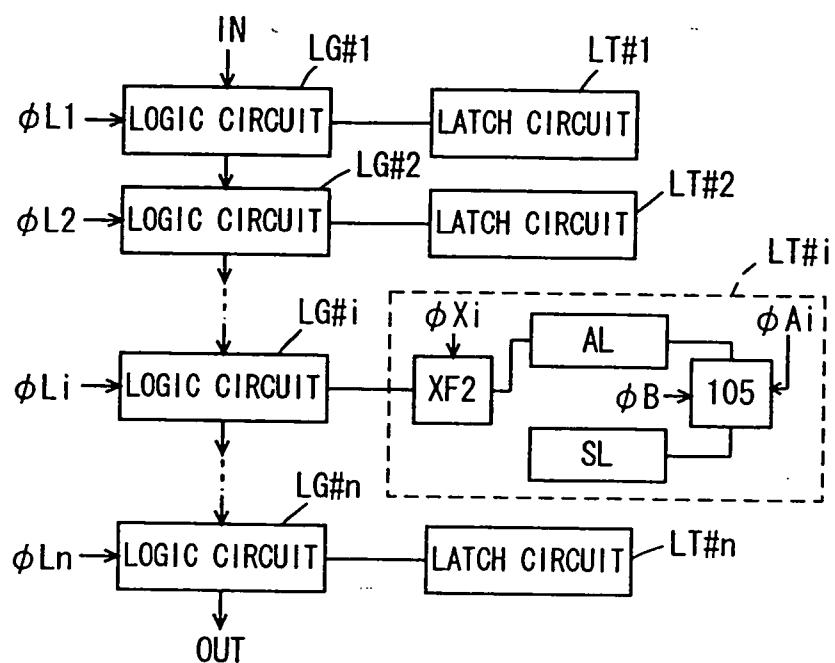 IN
LG#1
LT#1
φL1
LOGIC CIRCUIT
LATCH CIRCUIT
LG#2
LT#2
φL2
LOGIC CIRCUIT
LATCH CIRCUIT
LT#i
LG#i
φXi
φAi
AL
φLi
LOGIC CIRCUIT
XF2
φB
105
SL
LG#n
LT#n
φLn
LOGIC CIRCUIT
LATCH CIRCUIT
OUT